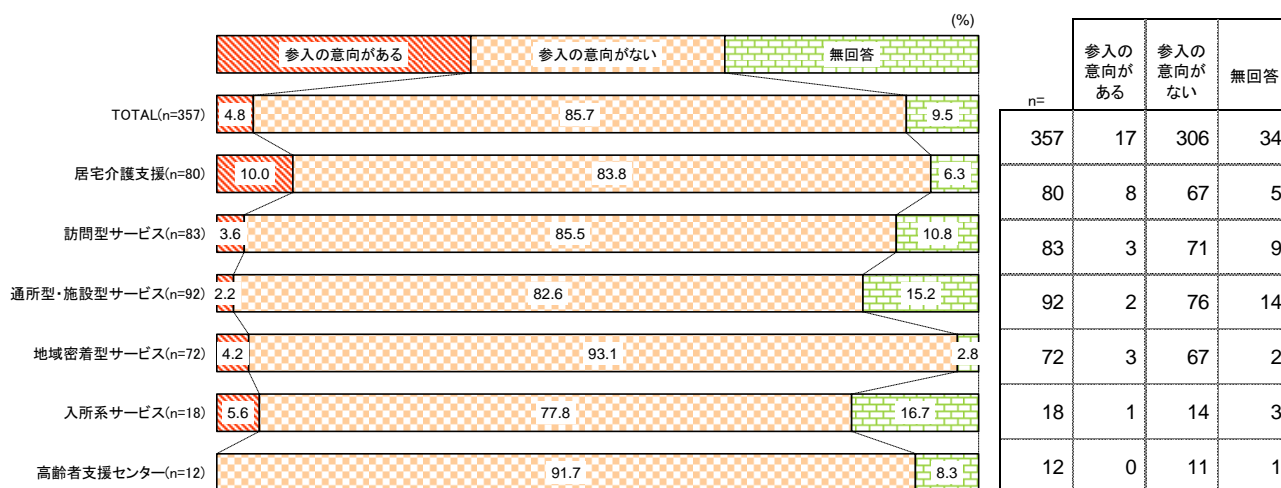 (%)
参入の意向がある 参入の意向がない 無回答
n= 参入の意向がある 参入の意向がない 無回答
TOTAL(n=357) 4.8 85.7 9.5 357 17 306 34
居宅介護支援(n=80) 10.0 83.8 6.3 80 8 67 5
訪問型サービス(n=83) 3.6 85.5 10.8 83 3 71 9
通所型・施設型サービス(n=92) 2.2 82.6 15.2 92 2 76 14
地域密着型サービス(n=72) 4.2 93.1 2.8 72 3 67 2
入所系サービス(n=18) 5.6 77.8 16.7 18 1 14 3
高齢者支援センター(n=12) 91.7 8.3 12 0 11 1